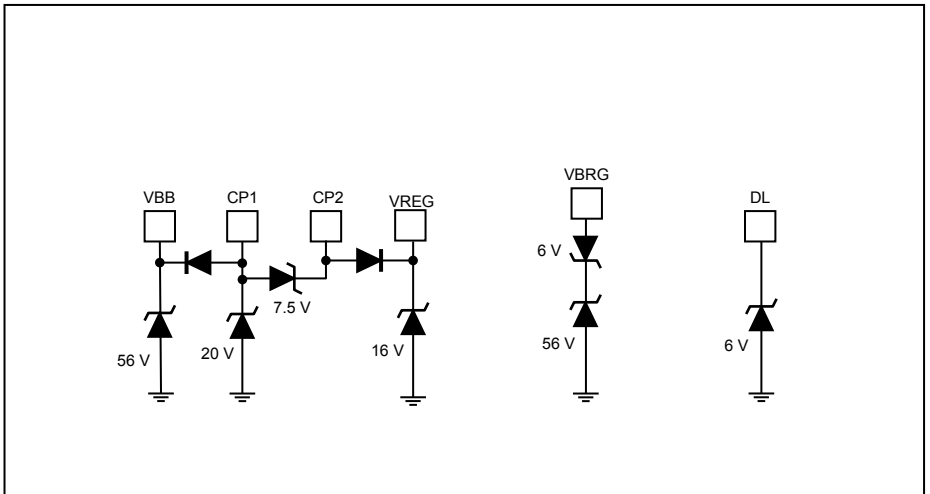 VBB
CP1
CP2
VREG
7.5 V
56 V
20 V
16 V
VBRG
6 V
56 V
DL
6 V